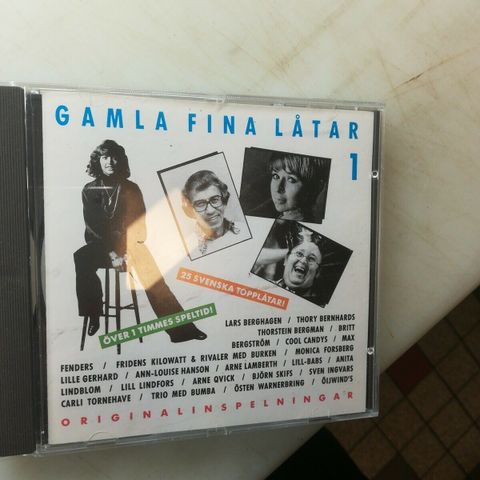 GAMLA FINA LÅTAR
1
25 SVENSKA TOPPLÅTAR!
ÖVER 1 TIMMES SPELTID!
LARS BERGHAGEN / THORY BERNHARDS
THORSTEIN BERGMAN / BRITT
BERGSTRÖM / COOL CANDYS / MAX
FENDERS / FRIDENS KILOWATT & RIVALER MED BURKEN / MONICA FORSBERG
LILLE GERHARD / ANN-LOUISE HANSON / ARNE LAMBERTH / LILL-BABS / ANITA
LINDBLOM / LILL LINDFORS / ARNE QVICK / BJÖRN SKIFS / SVEN INGVARS
CARLI TORNEHAVE / TRIO MED BUMBA / ÖSTEN WARNERBRING / ÖIJWIND'S
ORIGINALINSPELNINGAR